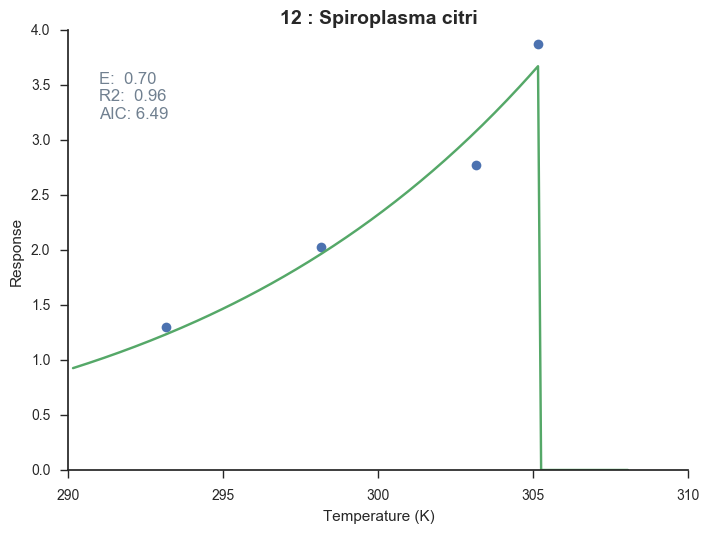 12 : Spiroplasma citri
E: 0.70
R2: 0.96
AIC: 6.49
Response
4.0
3.5
3.0
2.5
2.0
1.5
1.0
0.5
0.0
290 295 300 305 310
Temperature (K)